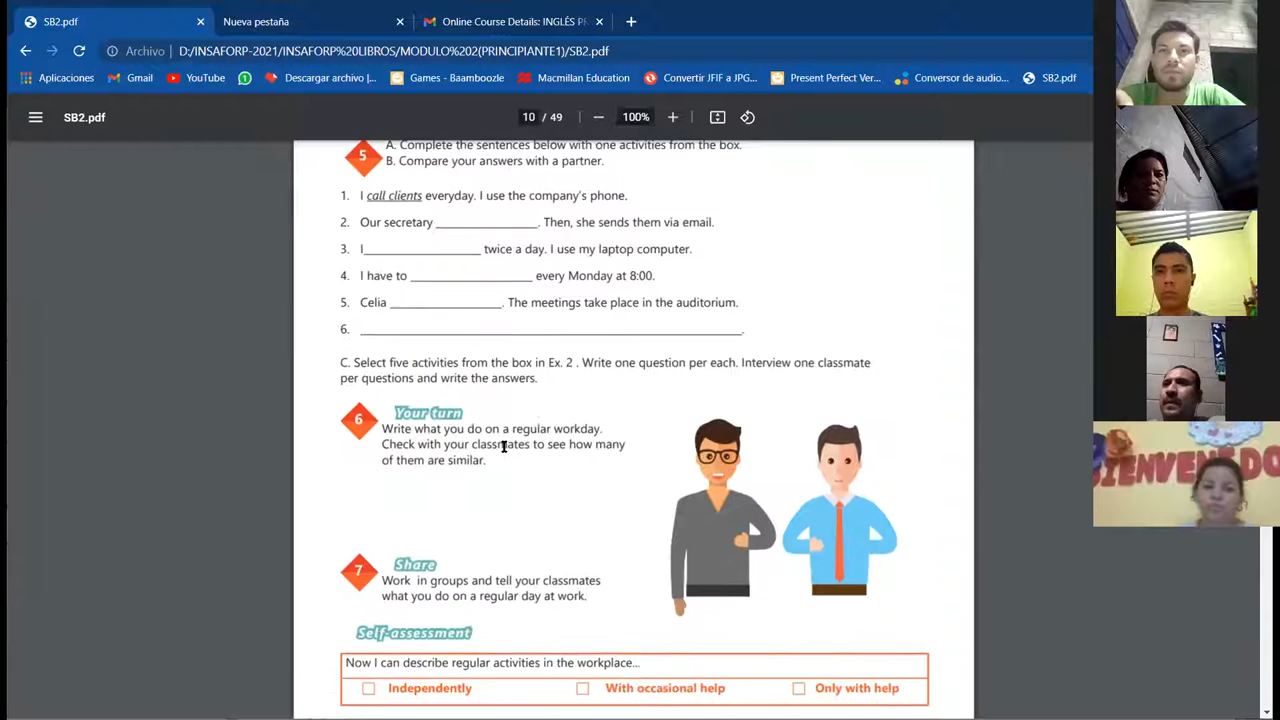 SB2.pdf
Nueva pestaña
Online Course Details: INGLÉS PR
Archivo D:/INSAFORP-2021/INSAFORP%20LIBROS/MODULO%202(PRINCIPIANTE1)/SB2.pdf
Aplicaciones Gmail YouTube Descargar archivo |... Games - Baamboozle Macmillan Education Convertir JFIF a JPG... Present Perfect Ver... Conversor de audio... SB2.pdf
SB2.pdf 10 / 49 100%
5 A. Complete the sentences below with one activities from the box.
B. Compare your answers with a partner.
1. I call clients everyday. I use the company's phone.
2. Our secretary _______________. Then, she sends them via email.
3. I_________________ twice a day. I use my laptop computer.
4. I have to __________________ every Monday at 8:00.
5. Celia ________________. The meetings take place in the auditorium.
6. _______________________________________________________.
C. Select five activities from the box in Ex. 2 . Write one question per each. Interview one classmate
per questions and write the answers.
6 Your turn
Write what you do on a regular workday.
Check with your classmates to see how many
of them are similar.
7 Share
Work in groups and tell your classmates
what you do on a regular day at work.
Self-assessment
Now I can describe regular activities in the workplace...
Independently With occasional help Only with help
BIENVENIDO